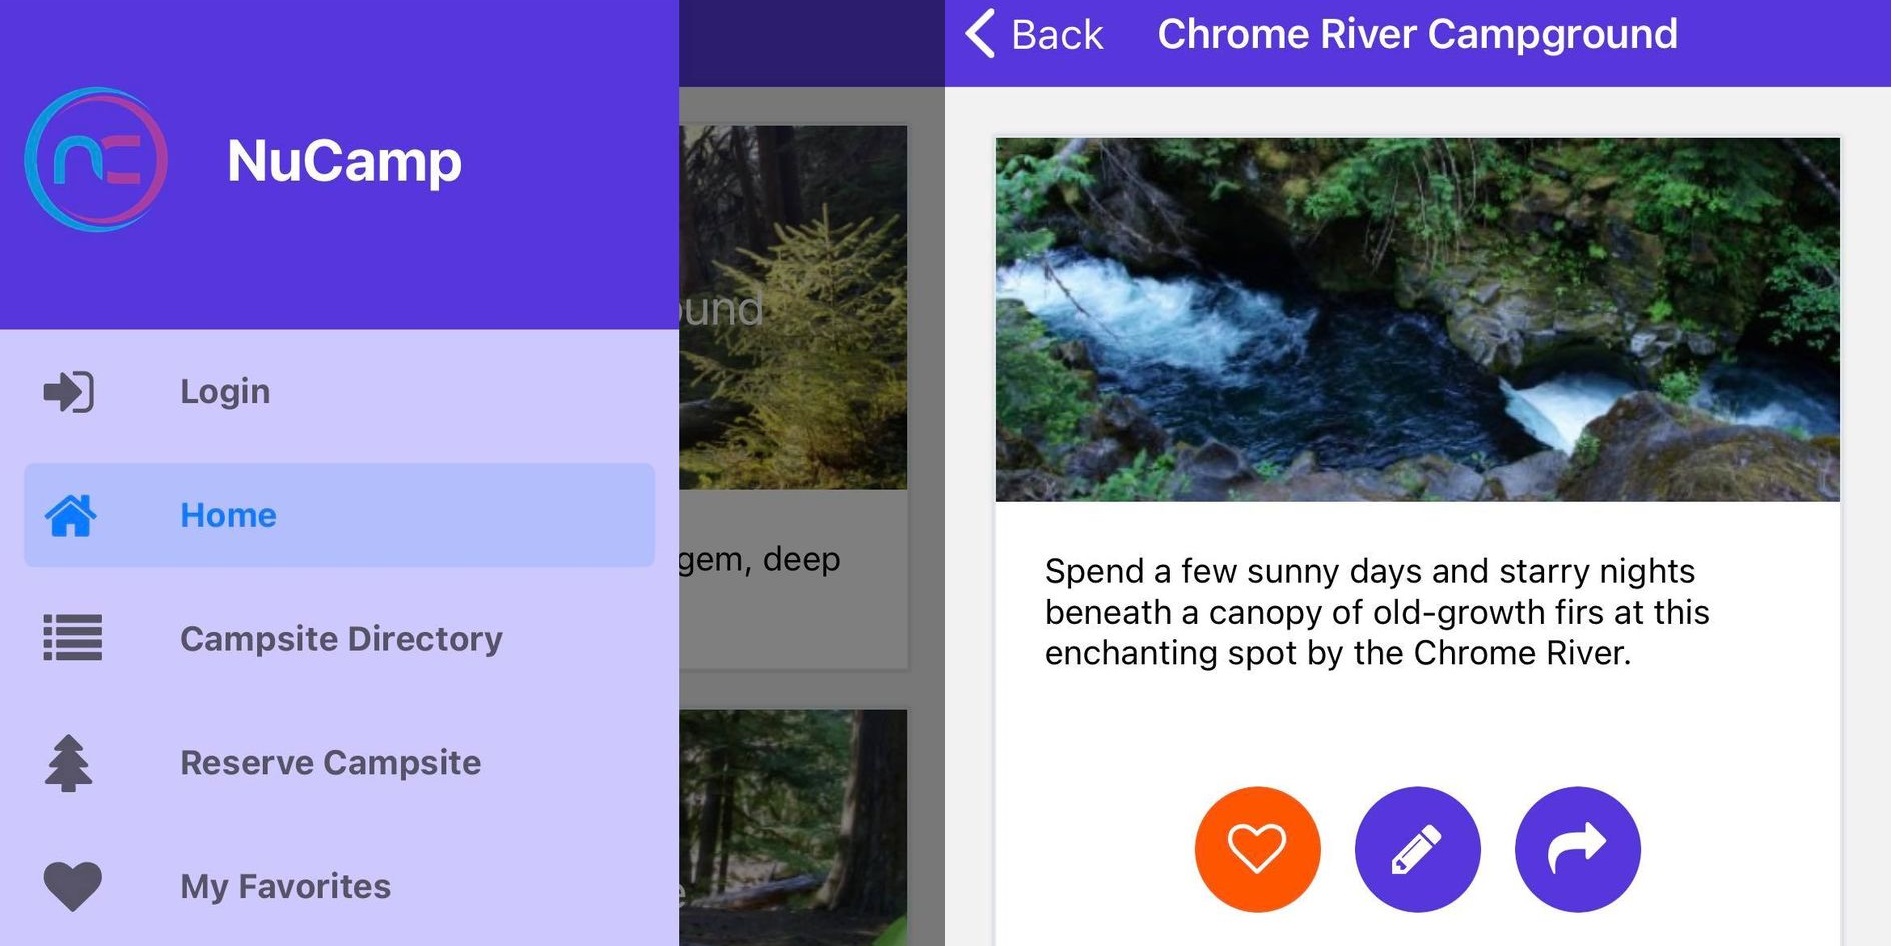 NuCamp
Login
Home
Campsite Directory
Reserve Campsite
My Favorites
gem, deep
Back
Chrome River Campground
Spend a few sunny days and starry nights
beneath a canopy of old-growth firs at this
enchanting spot by the Chrome River.